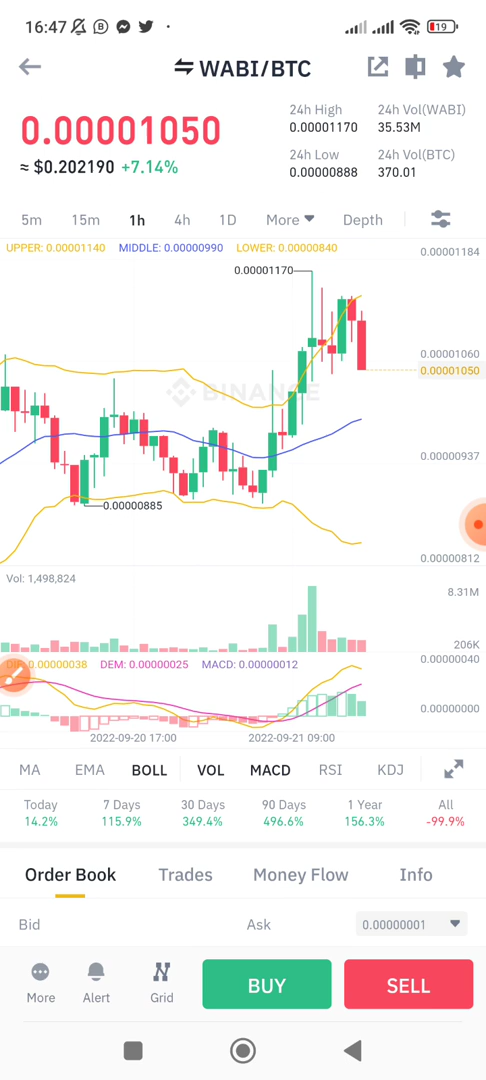 16:47 19
WABI/BTC
0.00001050
≈ $0.202190 +7.14%
24h High
0.00001170
24h Vol(WABI)
35.53M
24h Low
0.00000888
24h Vol(BTC)
370.01
5m 15m 1h 4h 1D More Depth
UPPER: 0.00001140 MIDDLE: 0.00000990 LOWER: 0.00000840
0.00001184
0.00001170
0.00001060
0.00001050
BINANCE
0.00000937
0.00000885
0.00000812
Vol: 1,498,824
8.31M
206K
DIF: 0.00000038 DEM: 0.00000025 MACD: 0.00000012
0.00000040
0.00000000
2022-09-20 17:00 2022-09-21 09:00
MA EMA BOLL VOL MACD RSI KDJ
Today 7 Days 30 Days 90 Days 1 Year All
14.2% 115.9% 349.4% 496.6% 156.3% -99.9%
Order Book Trades Money Flow Info
Bid Ask 0.00000001
More Alert Grid BUY SELL